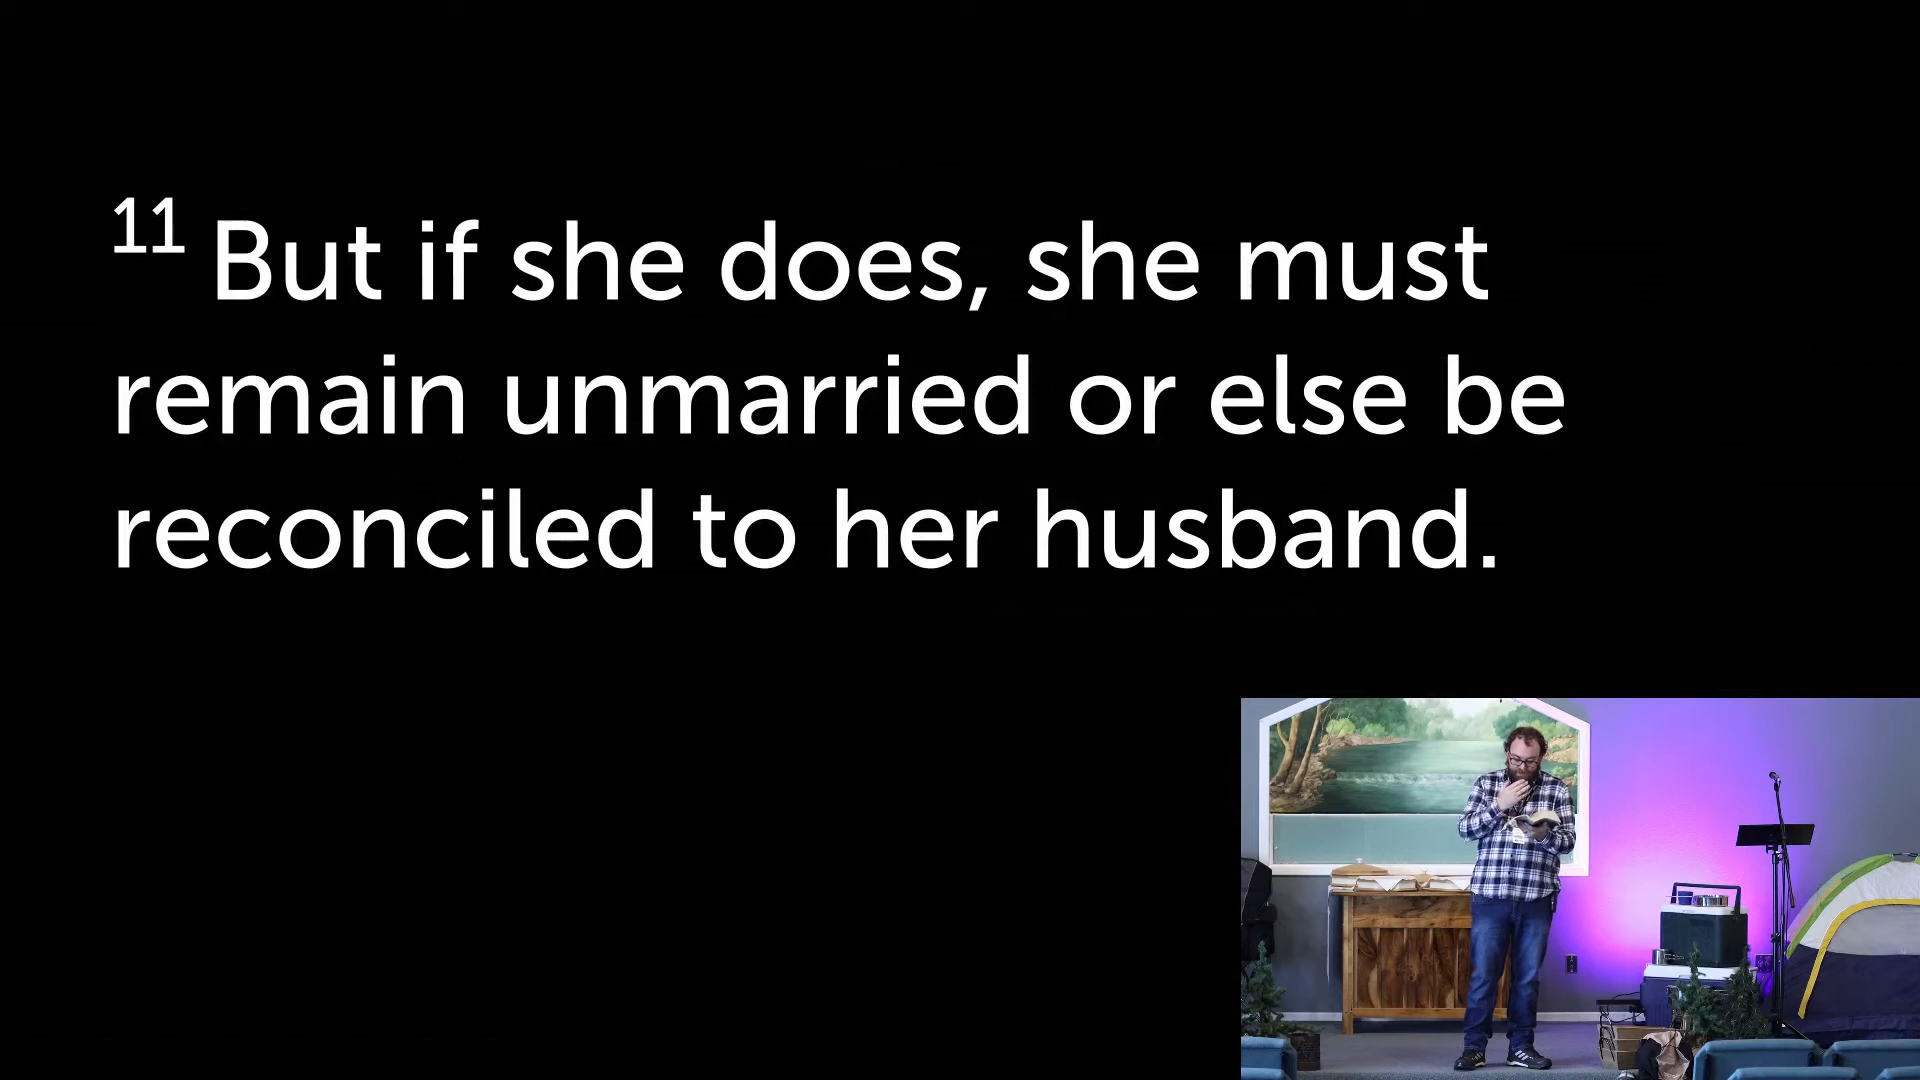 11 But if she does, she must
remain unmarried or else be
reconciled to her husband.